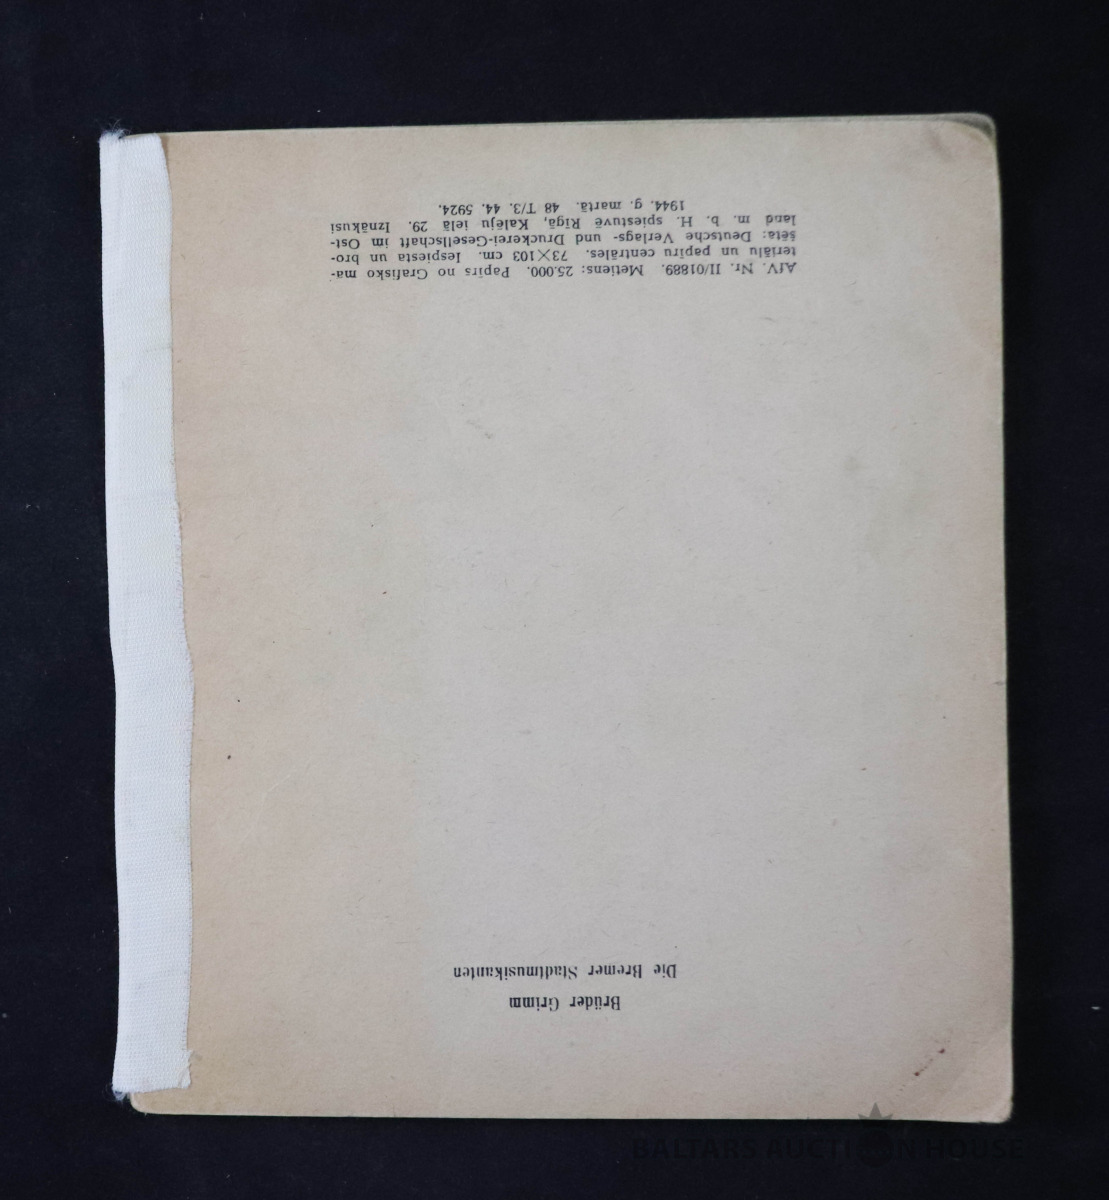 Brüder Grimm
Die Bremer Stadtmusikanten
AfV. Nr. II/01889. Metiens: 25.000. Papīrs no Grafisko ma-
teriālu un papīru centrāles. 73×103 cm. Iespiesta un bro-
šēta: Deutsche Verlags- und Druckerei-Gesellschaft im Ost-
land m. b. H. spiestuvē Rīgā, Kalēju ielā 29. Iznākusi
1944. g. martā. 48 T/3. 44. 5924.
BALTARS AUCTION HOUSE